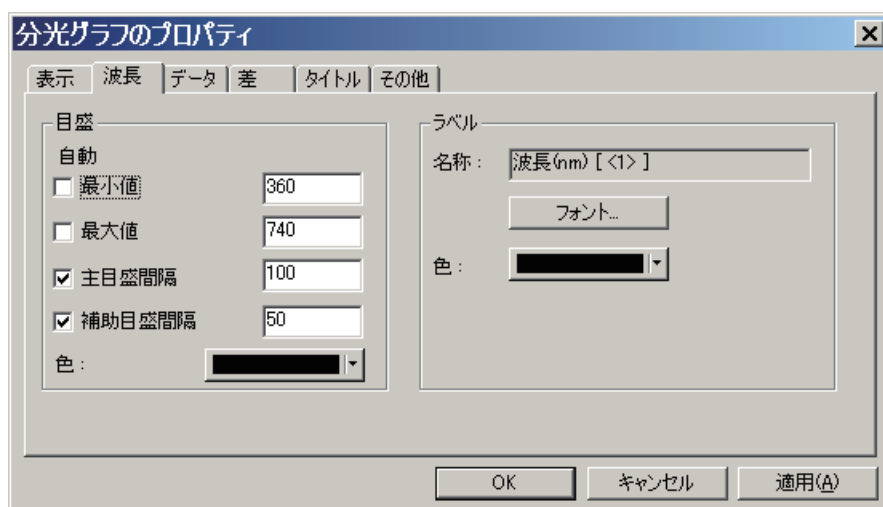 分光グラフのプロパティ
表示 波長 データ 差 タイトル その他
目盛
自動
最小値 360
最大値 740
主目盛間隔 100
補助目盛間隔 50
色：
ラベル
名称： 波長(nm) [ <1> ]
フォント...
色：
OK キャンセル 適用(A)